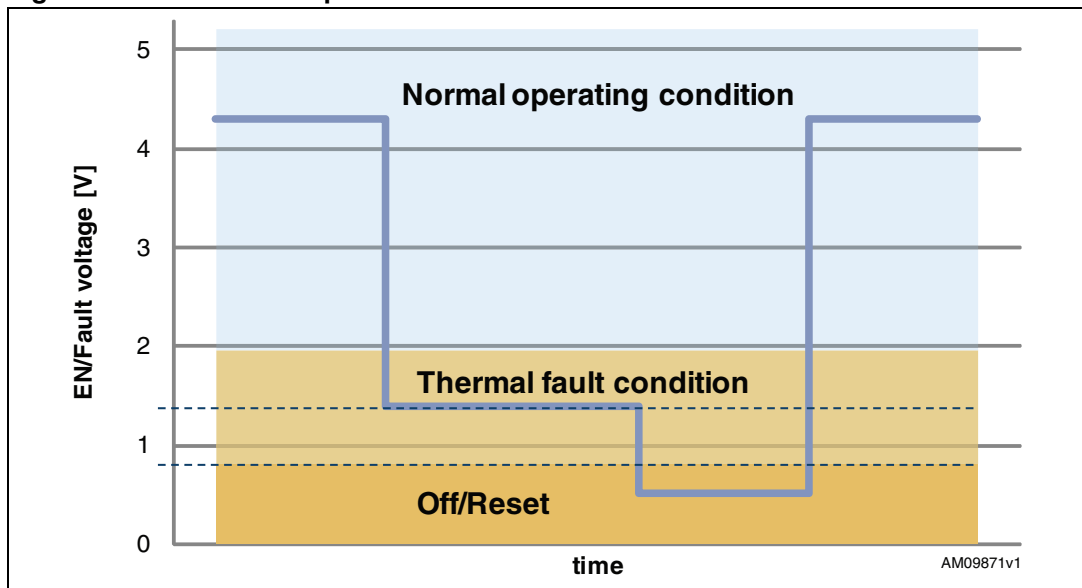 5
Normal operating condition
4
EN/Fault voltage [V]
3
2
Thermal fault condition
1
Off/Reset
0
time
AM09871v1